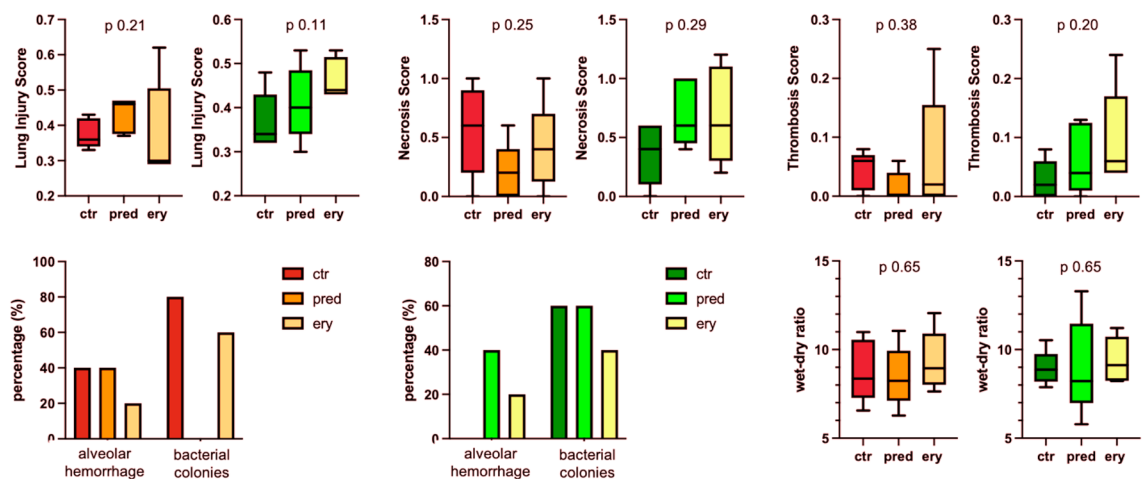 p 0.21
Lung Injury Score
0.7
0.6
0.5
0.4
0.3
0.2
ctr pred ery
p 0.11
Lung Injury Score
0.6
0.5
0.4
0.3
0.2
ctr pred ery
p 0.25
Necrosis Score
1.5
1.0
0.5
0.0
ctr pred ery
p 0.29
Necrosis Score
1.5
1.0
0.5
0.0
ctr pred ery
p 0.38
Thrombosis Score
0.3
0.2
0.1
0.0
ctr pred ery
p 0.20
Thrombosis Score
0.3
0.2
0.1
0.0
ctr pred ery
percentage (%)
100
80
60
40
20
0
alveolar
hemorrhage
bacterial
colonies
ctr
pred
ery
percentage (%)
80
60
40
20
0
alveolar
hemorrhage
bacterial
colonies
ctr
pred
ery
p 0.65
wet-dry ratio
15
10
5
ctr pred ery
p 0.65
wet-dry ratio
15
10
5
ctr pred ery